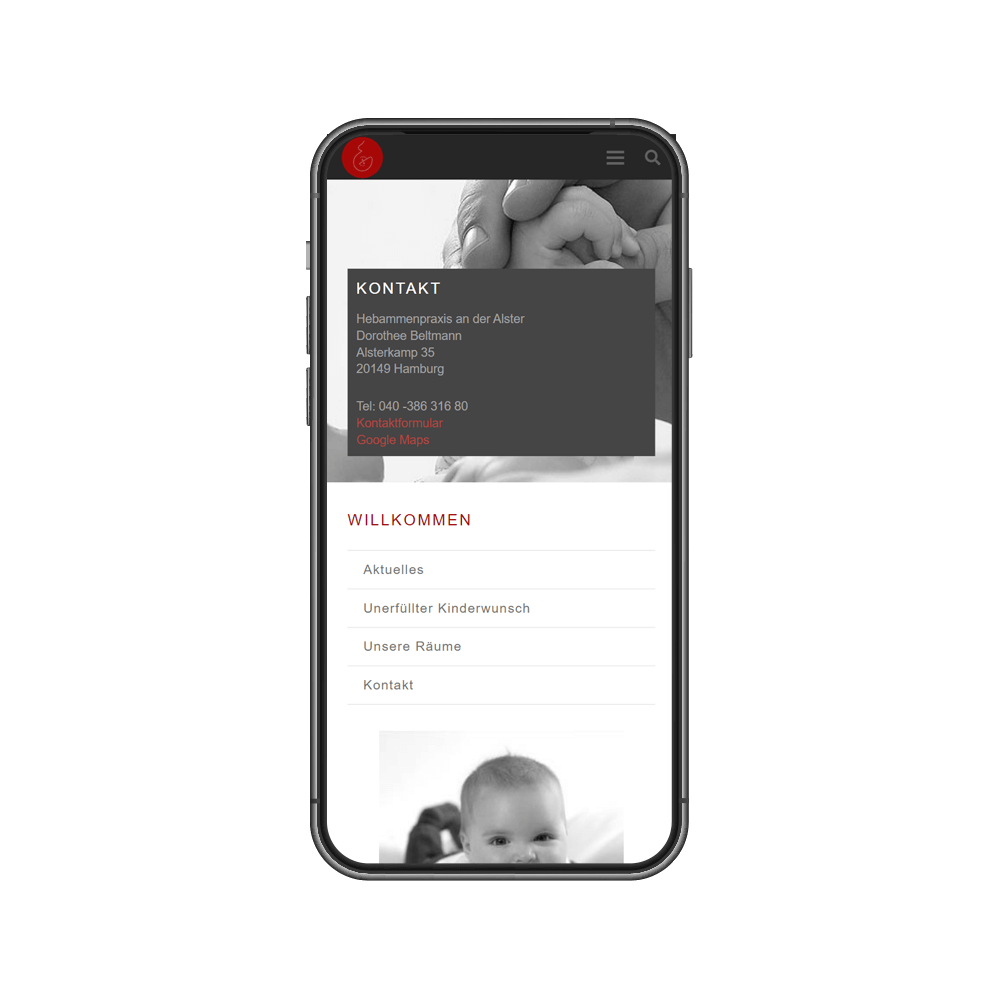 KONTAKT
Hebammenpraxis an der Alster
Dorothee Beltmann
Alsterkamp 35
20149 Hamburg
Tel: 040 -386 316 80
Kontaktformular
Google Maps
WILLKOMMEN
Aktuelles
Unerfüllter Kinderwunsch
Unsere Räume
Kontakt